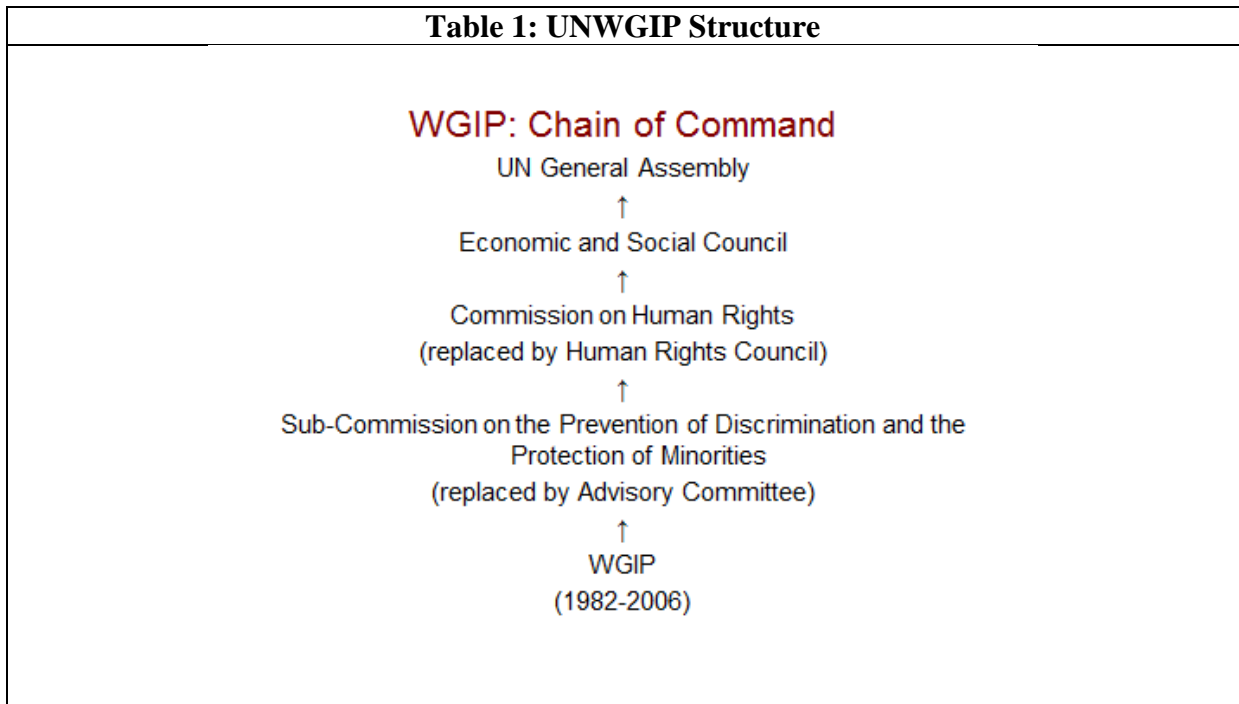 Table 1: UNWGIP Structure
WGIP: Chain of Command
UN General Assembly
↑
Economic and Social Council
↑
Commission on Human Rights
(replaced by Human Rights Council)
↑
Sub-Commission on the Prevention of Discrimination and the
Protection of Minorities
(replaced by Advisory Committee)
↑
WGIP
(1982-2006)